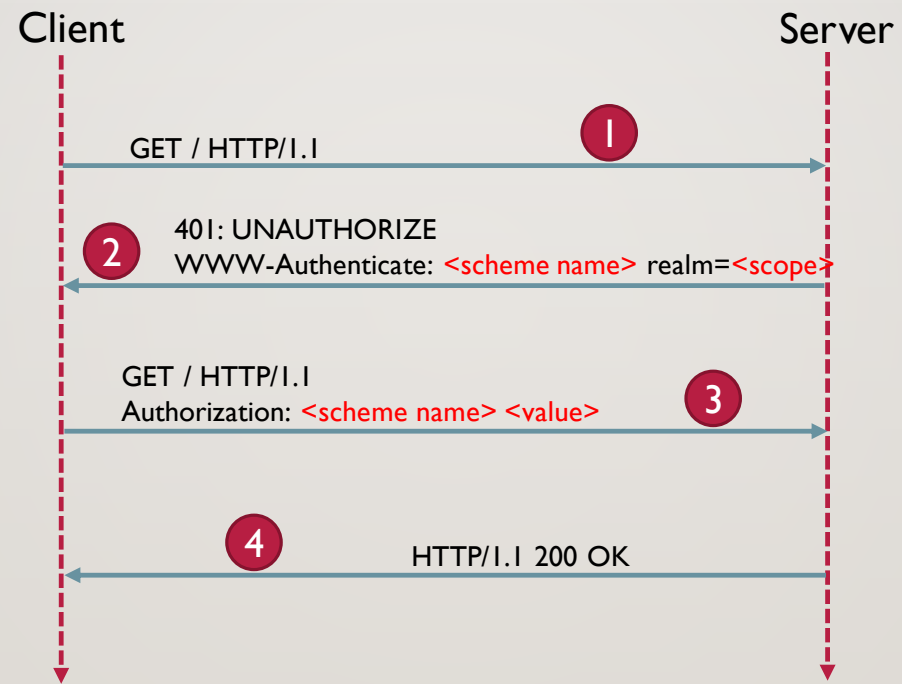 Client
Server
GET / HTTP/1.1
1
401: UNAUTHORIZE
2
WWW-Authenticate: <scheme name> realm=<scope>
GET / HTTP/1.1
Authorization: <scheme name> <value>
3
4
HTTP/1.1 200 OK